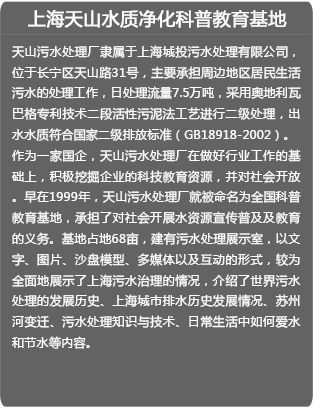 上海天山水质净化科普教育基地
天山污水处理厂隶属于上海城投污水处理有限公司，
位于长宁区天山路31号，主要承担周边地区居民生活
污水的处理工作，日处理流量7.5万吨，采用奥地利瓦
巴格专利技术二段活性污泥法工艺进行二级处理，出
水水质符合国家二级排放标准（GB18918-2002）。
作为一家国企，天山污水处理厂在做好行业工作的基
础上，积极挖掘企业的科技教育资源，并对社会开放
。早在1999年，天山污水处理厂就被命名为全国科普
教育基地，承担了对社会开展水资源宣传普及及教育
的义务。基地占地68亩，建有污水处理展示室，以文
字、图片、沙盘模型、多媒体以及互动的形式，较为
全面地展示了上海污水治理的情况，介绍了世界污水
处理的发展历史、上海城市排水历史发展情况、苏州
河变迁、污水处理知识与技术、日常生活中如何爱水
和节水等内容。